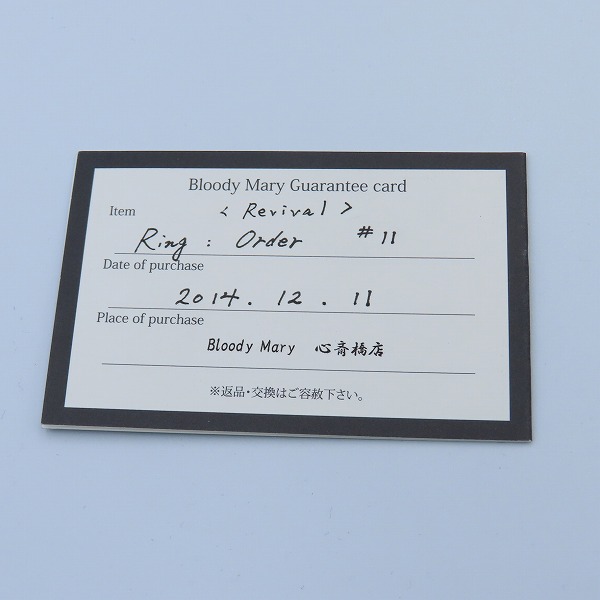 Bloody Mary Guarantee card
Item < Revival >
Ring : Order #11
Date of purchase
2014.12.11
Place of purchase
Bloody Mary 心斎橋店
※返品・交換はご容赦下さい。